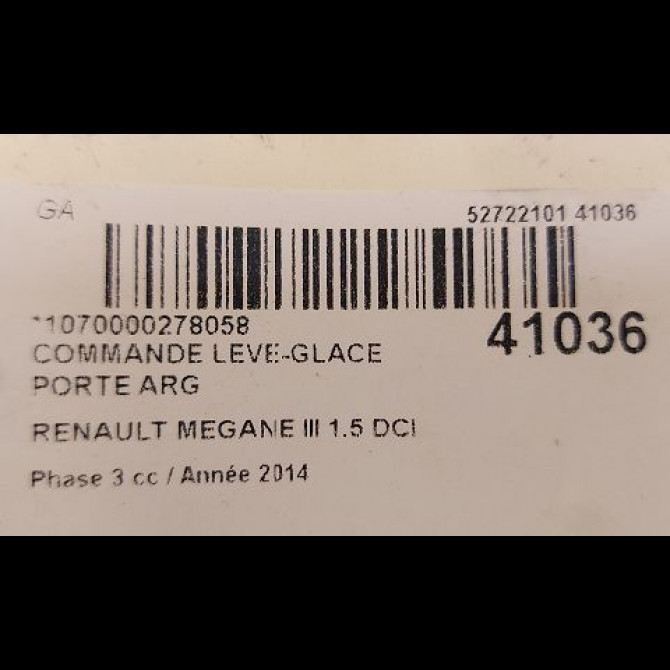 GA
52722101 41036
11070000278058
41036
COMMANDE LEVE-GLACE
PORTE ARG
RENAULT MEGANE III 1.5 DCI
Phase 3 cc / Année 2014